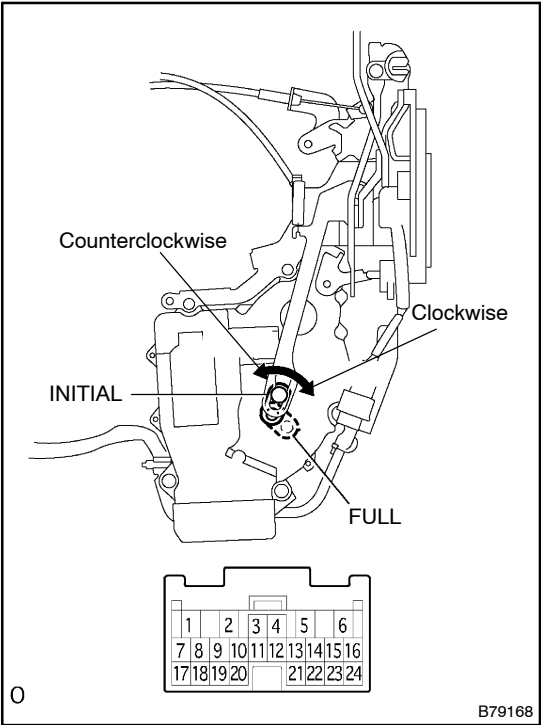 Counterclockwise
Clockwise
INITIAL
FULL
1 2 3 4 5 6
7 8 9 10 11 12 13 14 15 16
17 18 19 20 21 22 23 24
O B79168